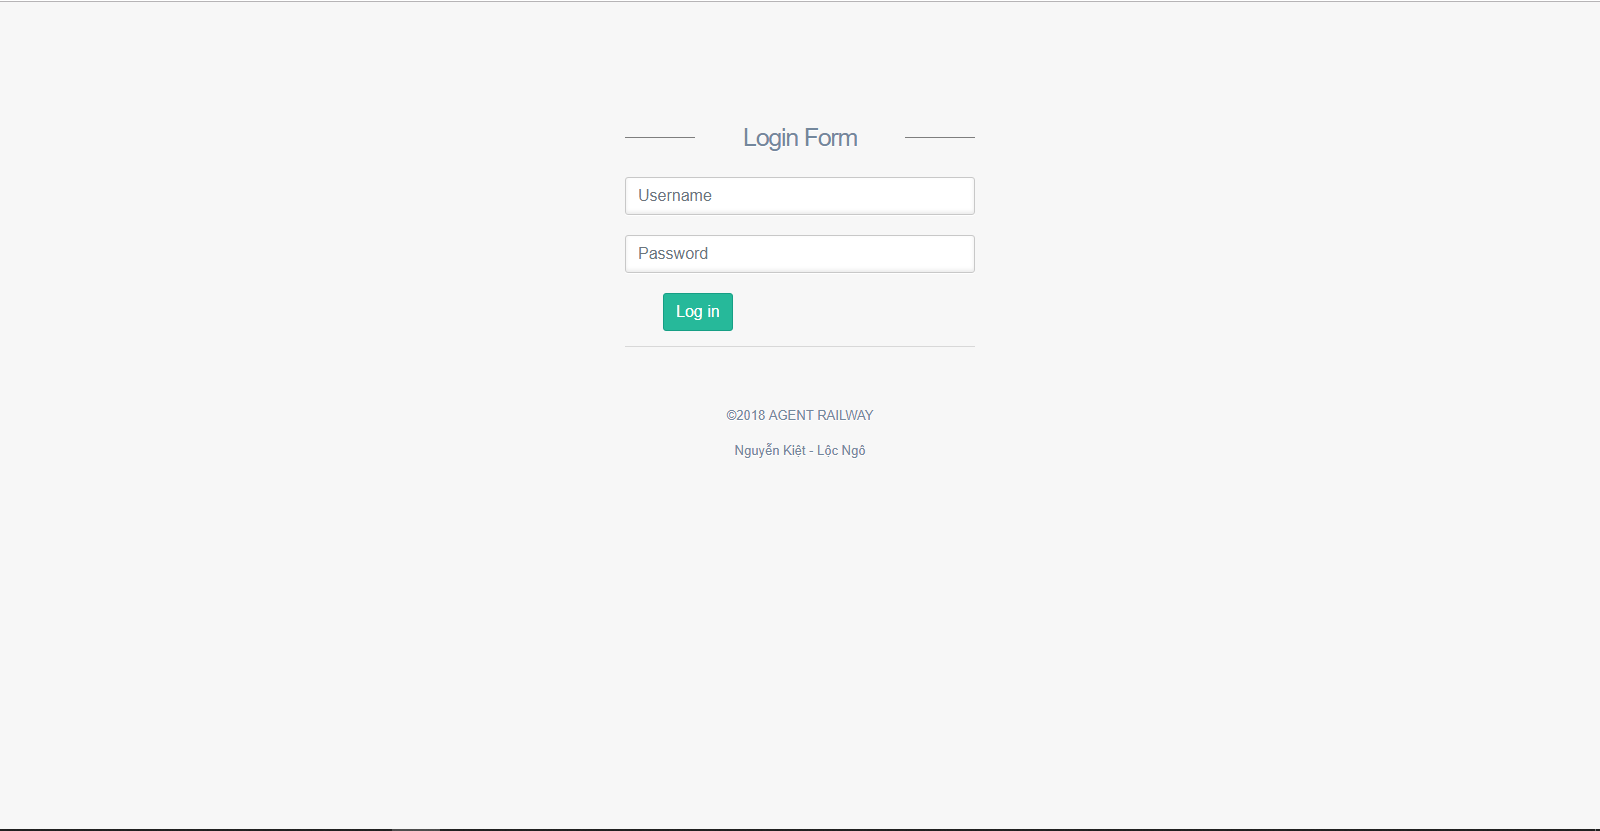 Login Form
Username
Password
Log in
©2018 AGENT RAILWAY
Nguyễn Kiệt - Lộc Ngô